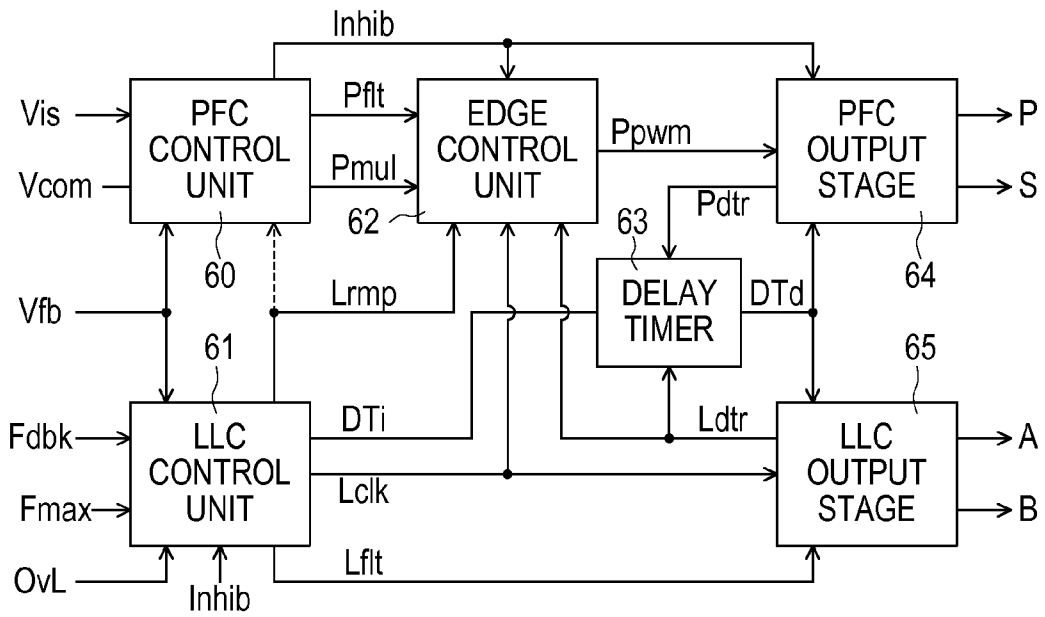 Inhib
Vis
PFC
CONTROL
UNIT
Pflt
EDGE
CONTROL
UNIT
Ppwm
PFC
OUTPUT
STAGE
P
Vcom
Pmul
S
62
Pdtr
60
63
64
Vfb
Lrmp
DELAY
TIMER
DTd
61
65
Fdbk
LLC
CONTROL
UNIT
DTi
Ldtr
LLC
OUTPUT
STAGE
A
Fmax
Lclk
B
OvL
Inhib
Lflt